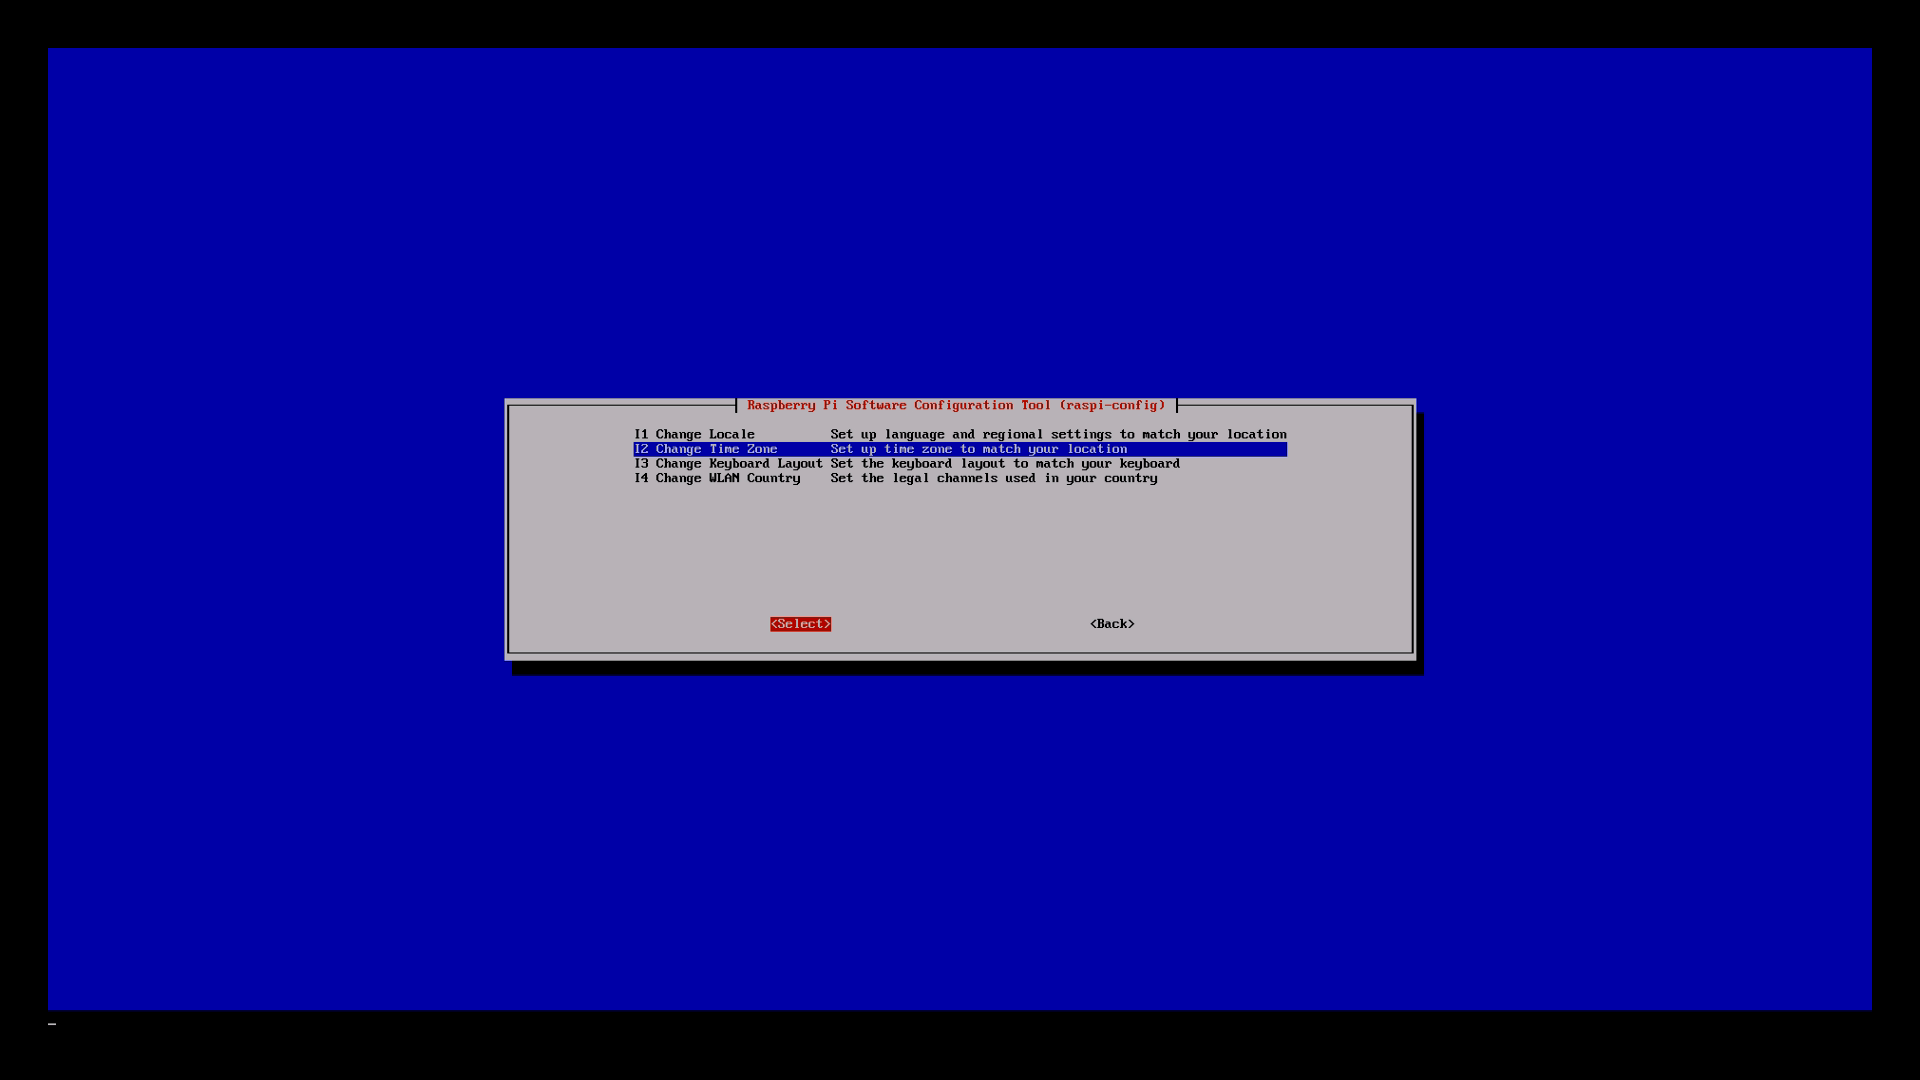 Raspberry Pi Software Configuration Tool (raspi-config)
I1 Change Locale Set up language and regional settings to match your location
I2 Change Time Zone Set up time zone to match your location
I3 Change Keyboard Layout Set the keyboard layout to match your keyboard
I4 Change WLAN Country Set the legal channels used in your country
<Select> <Back>